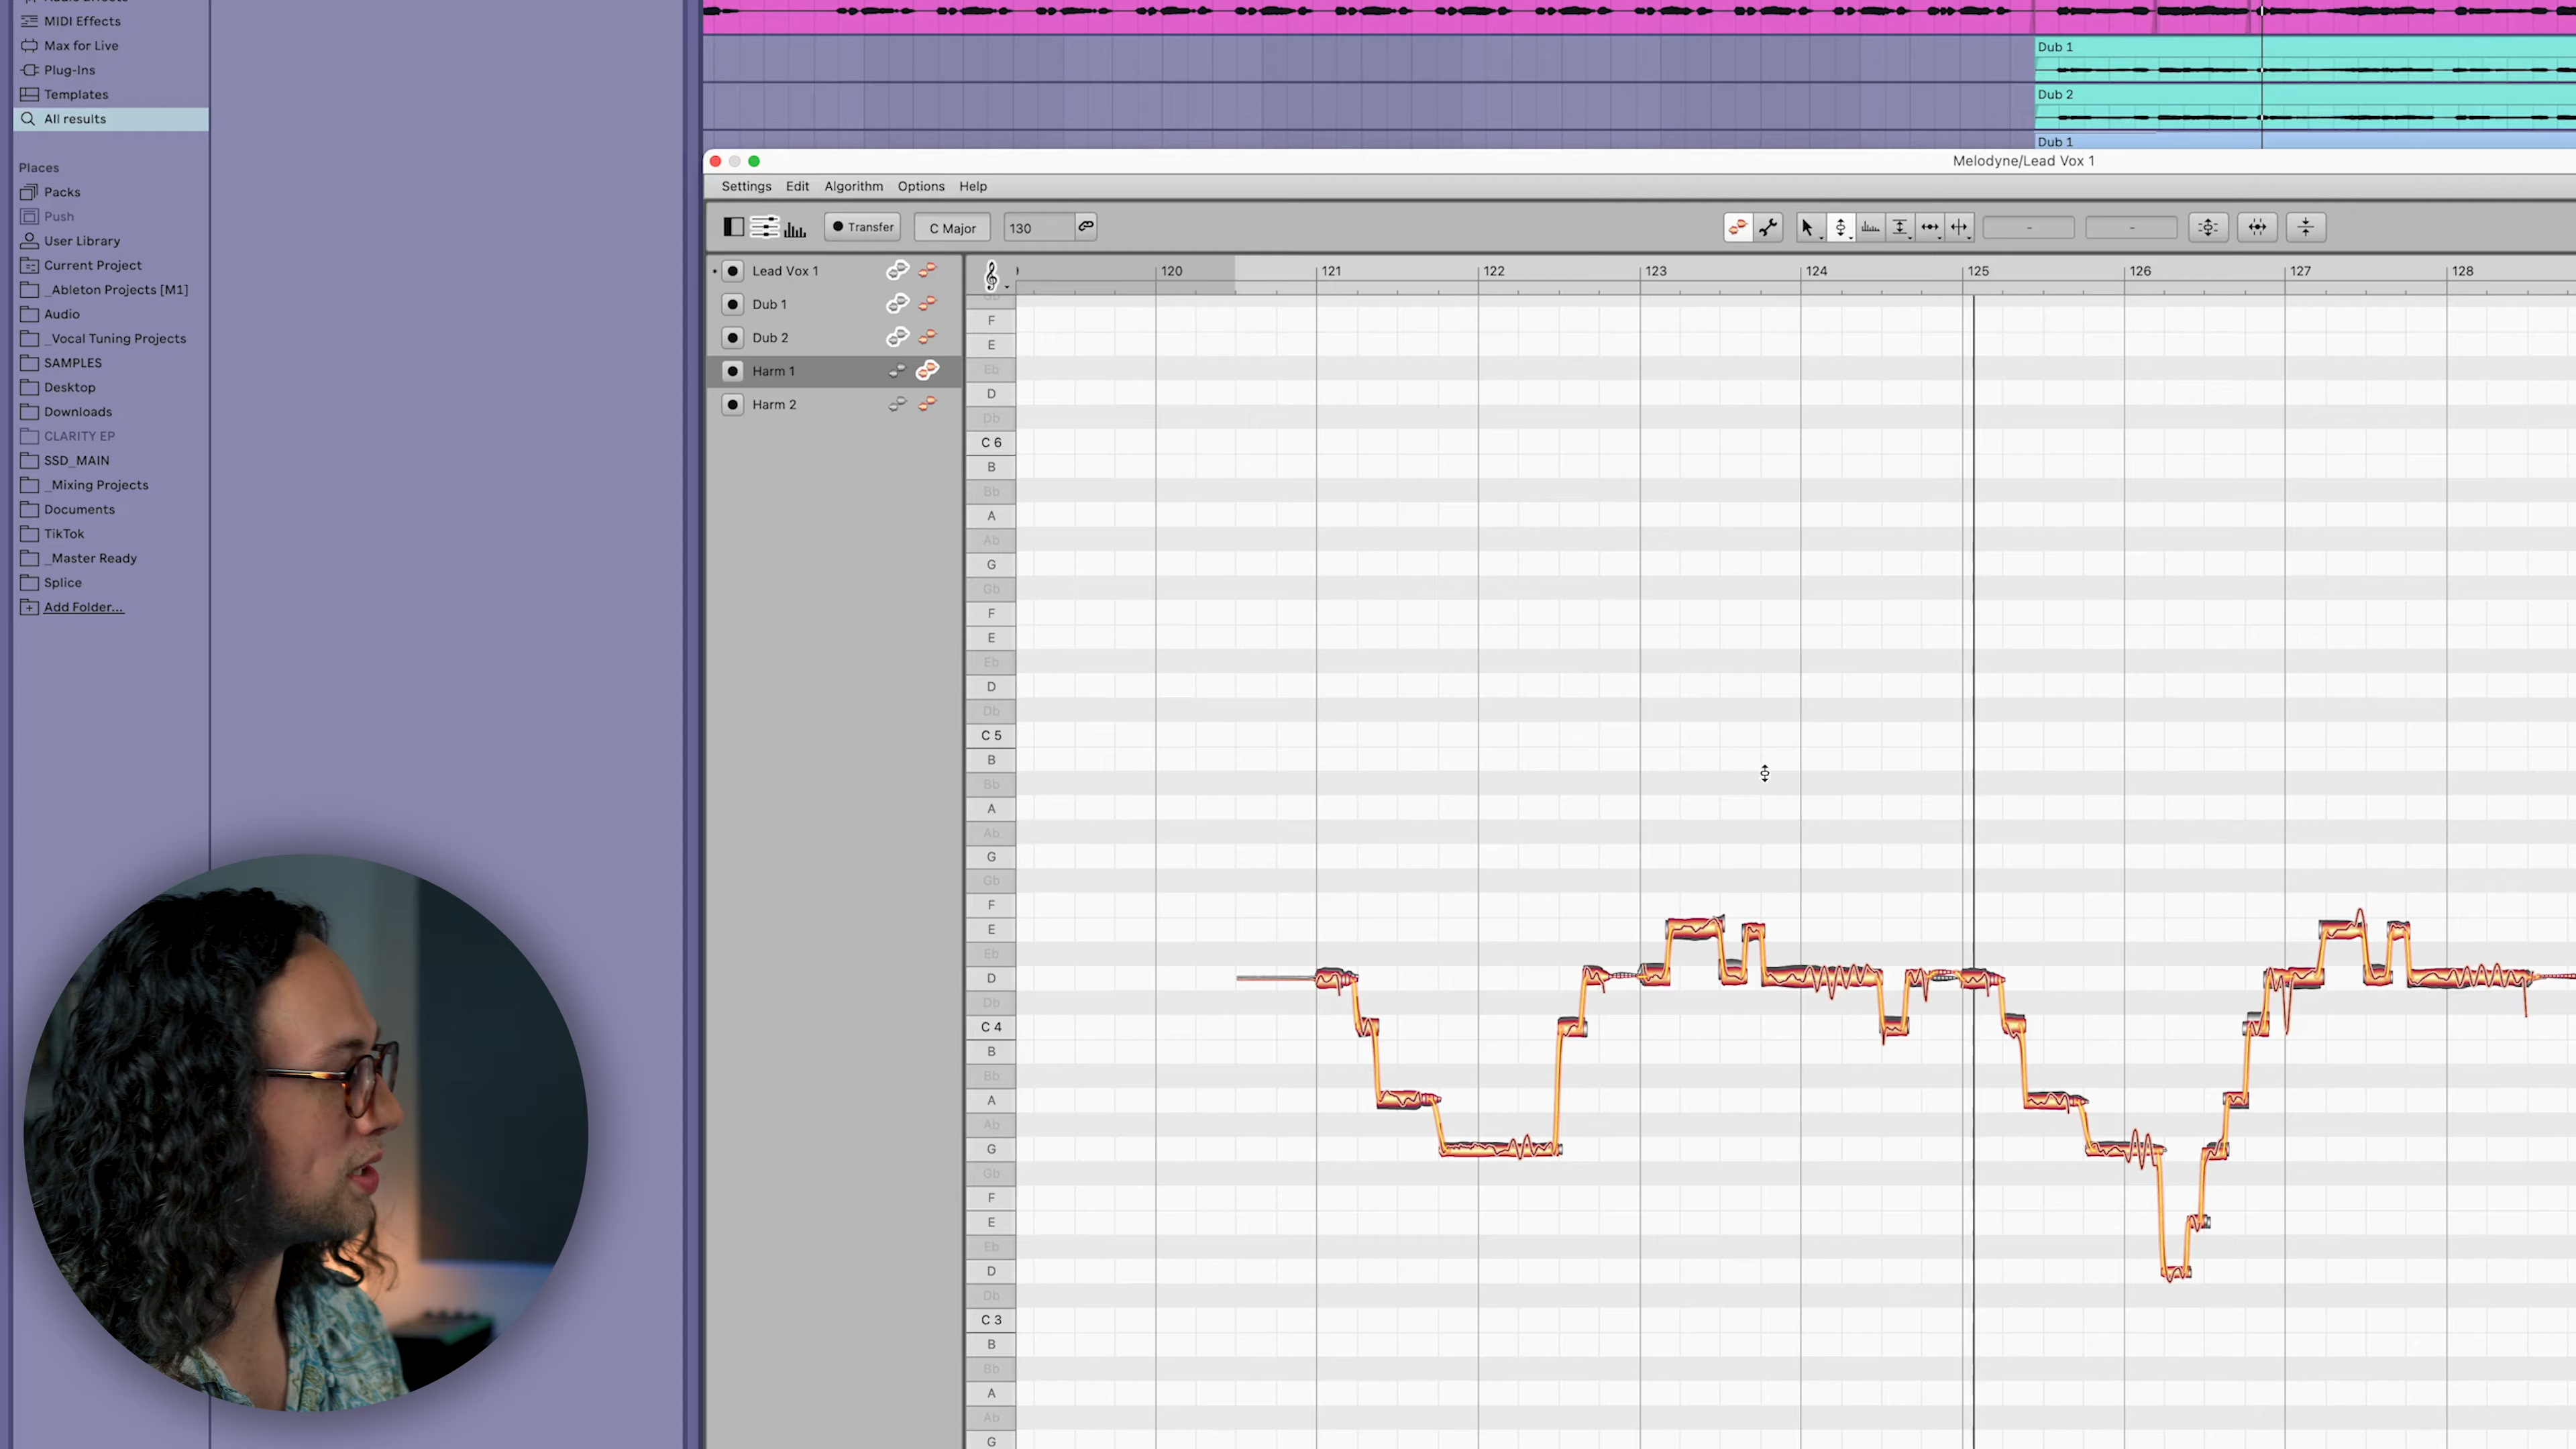 Audio Effects
MIDI Effects
Max for Live
Plug-Ins
Templates
All results
Places
Packs
Push
User Library
Current Project
_Ableton Projects [M1]
Audio
_Vocal Tuning Projects
SAMPLES
Desktop
Downloads
CLARITY EP
SSD_MAIN
_Mixing Projects
Documents
TikTok
_Master Ready
Splice
Add Folder...
Dub 1
Dub 2
Dub 1
Melodyne/Lead Vox 1
Settings Edit Algorithm Options Help
Transfer C Major 130 - -
Lead Vox 1
Dub 1
Dub 2
Harm 1
Harm 2
120 121 122 123 124 125 126 127 128
Gb
F
E
Eb
D
Db
C 6
B
Bb
A
Ab
G
Gb
F
E
Eb
D
Db
C 5
B
Bb
A
Ab
G
Gb
F
E
Eb
D
Db
C 4
B
Bb
A
Ab
G
Gb
F
E
Eb
D
Db
C 3
B
Bb
A
Ab
G